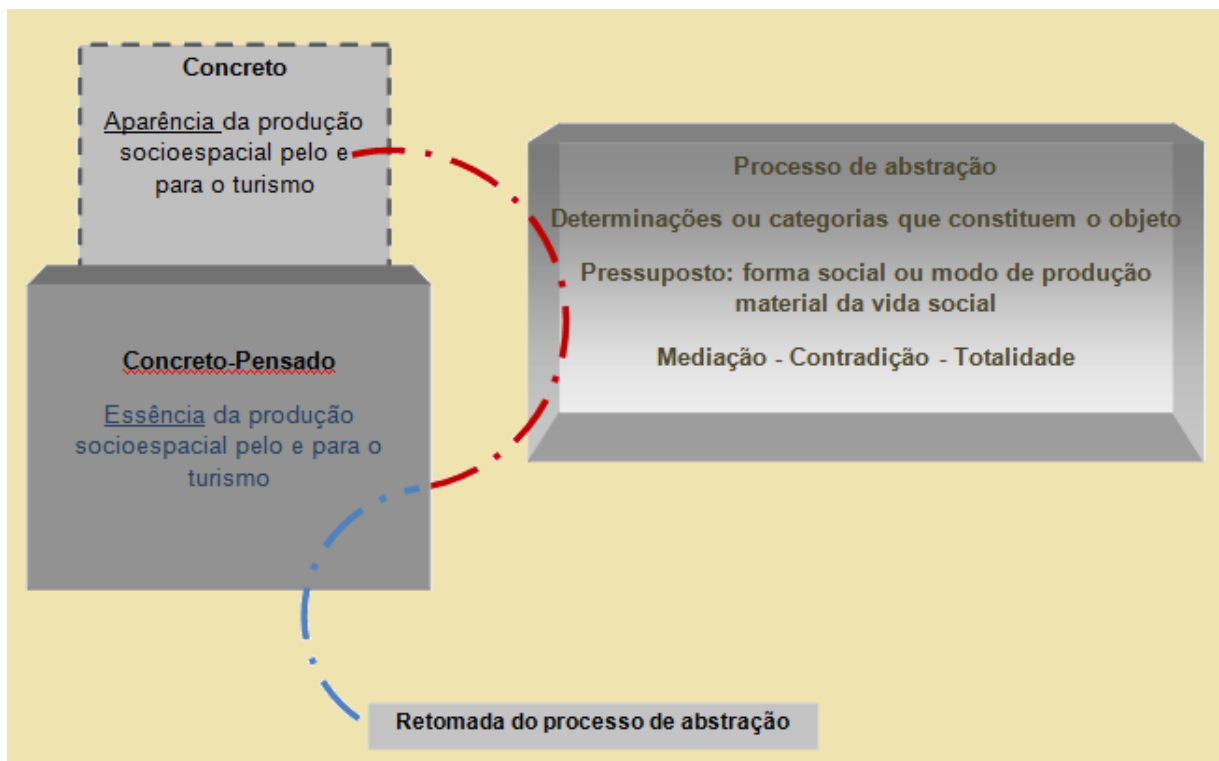 Concreto
Aparência da produção
socioespacial pelo e
para o turismo
Processo de abstração
Determinações ou categorias que constituem o objeto
Pressuposto: forma social ou modo de produção
material da vida social
Mediação - Contradição - Totalidade
Concreto-Pensado
Essência da produção
socioespacial pelo e para o
turismo
Retomada do processo de abstração